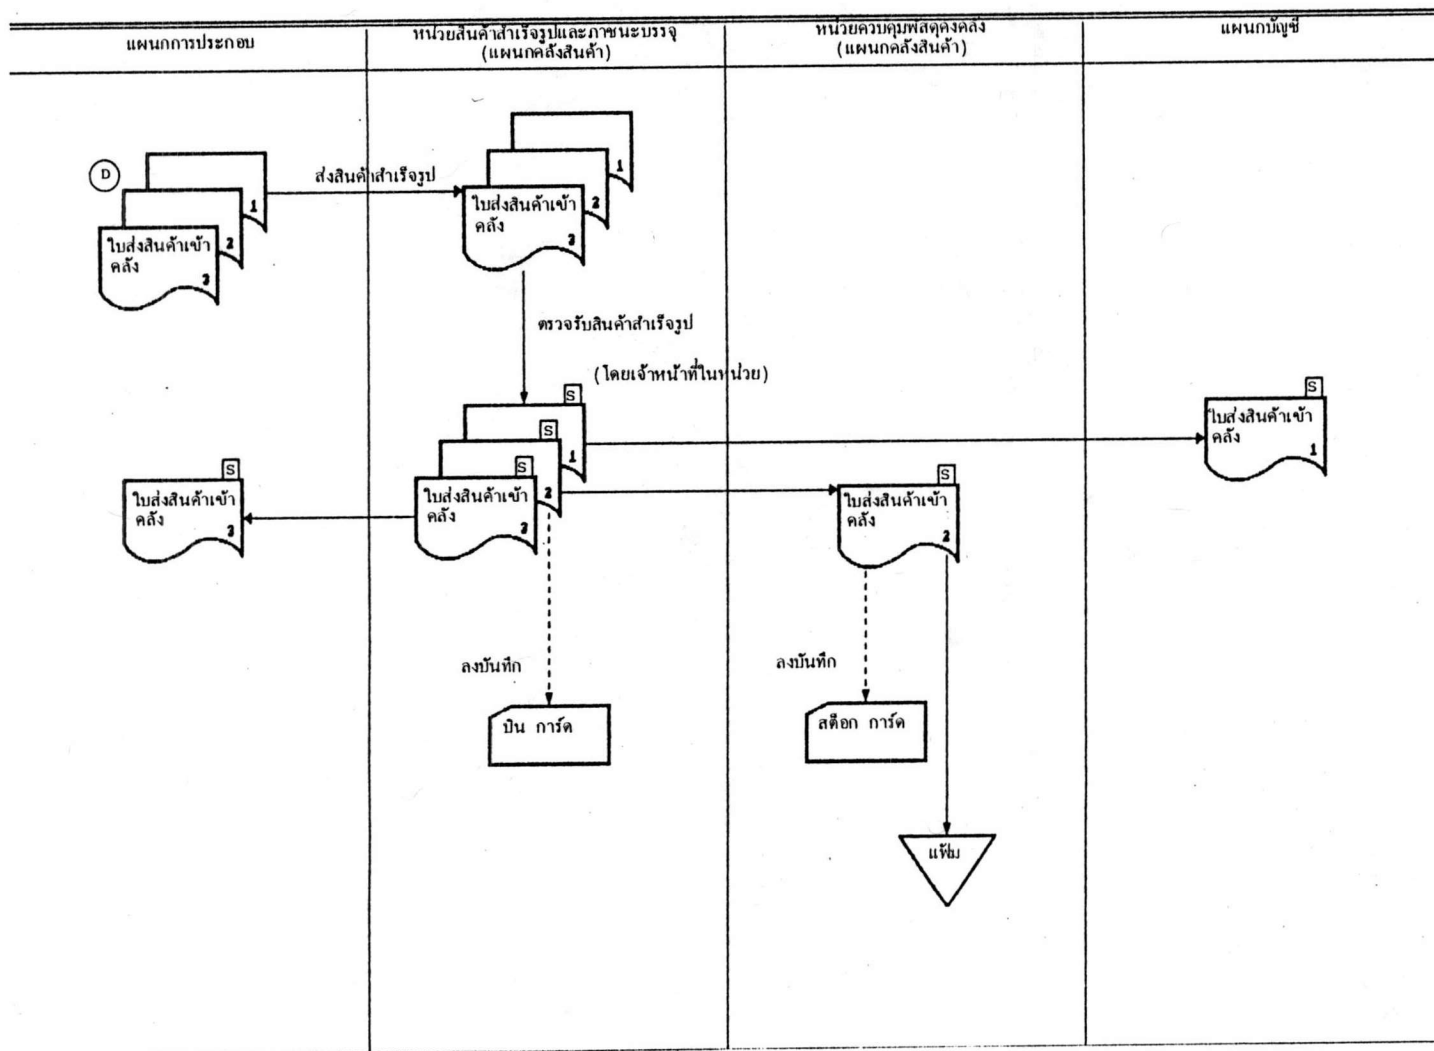 แผนกการประกอบ
หน่วยสินค้าสำเร็จรูปและภาชนะบรรจุ
(แผนกคลังสินค้า)
หน่วยควบคุมพัสดุคงคลัง
(แผนกคลังสินค้า)
แผนกบัญชี
D
1
2
ใบส่งสินค้าเข้า
คลัง
3
ส่งสินค้าสำเร็จรูป
1
2
ใบส่งสินค้าเข้า
คลัง
3
ตรวจรับสินค้าสำเร็จรูป
(โดยเจ้าหน้าที่ในหน่วย)
S
1
S
2
S
ใบส่งสินค้าเข้า
คลัง
3
S
ใบส่งสินค้าเข้า
คลัง
1
S
ใบส่งสินค้าเข้า
คลัง
3
S
ใบส่งสินค้าเข้า
คลัง
2
ลงบันทึก
บิน การ์ด
ลงบันทึก
สต็อก การ์ด
แฟ้ม